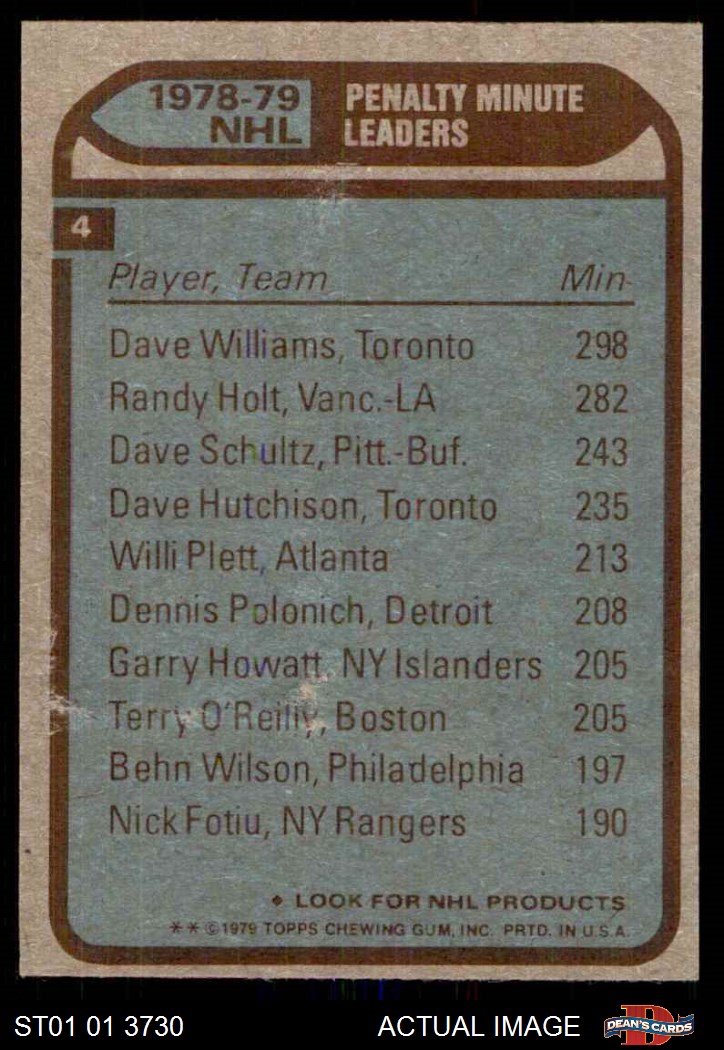 1978-79 NHL PENALTY MINUTE LEADERS
4
Player, Team Min.
Dave Williams, Toronto 298
Randy Holt, Vanc.-LA 282
Dave Schultz, Pitt.-Buf. 243
Dave Hutchison, Toronto 235
Willi Plett, Atlanta 213
Dennis Polonich, Detroit 208
Garry Howatt, NY Islanders 205
Terry O'Reilly, Boston 205
Behn Wilson, Philadelphia 197
Nick Fotiu, NY Rangers 190
◆ LOOK FOR NHL PRODUCTS
** ©1979 TOPPS CHEWING GUM, INC. PRTD. IN U.S.A.
ST01 01 3730 ACTUAL IMAGE D DEAN'S CARDS